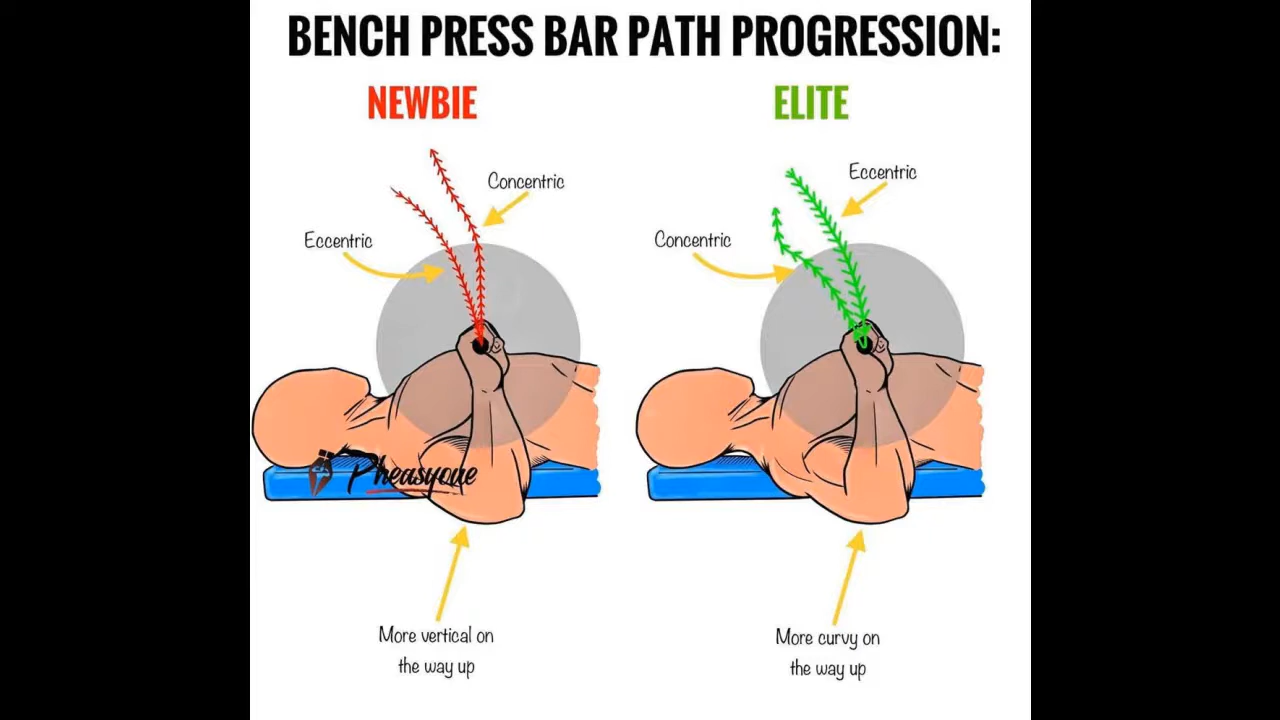 BENCH PRESS BAR PATH PROGRESSION:
NEWBIE
ELITE
Concentric
Eccentric
Eccentric
Concentric
Pheasyque
More vertical on
the way up
More curvy on
the way up